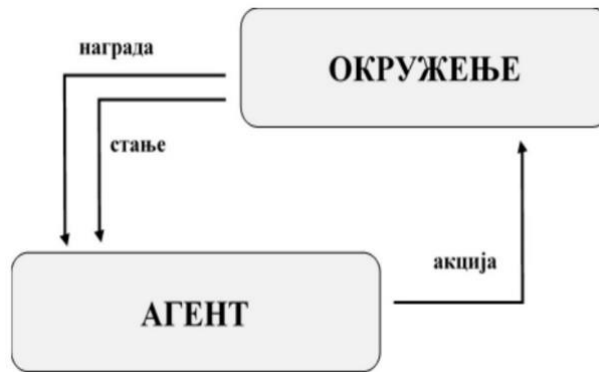 награда
ОКРУЖЕЊЕ
стање
акција
АГЕНТ